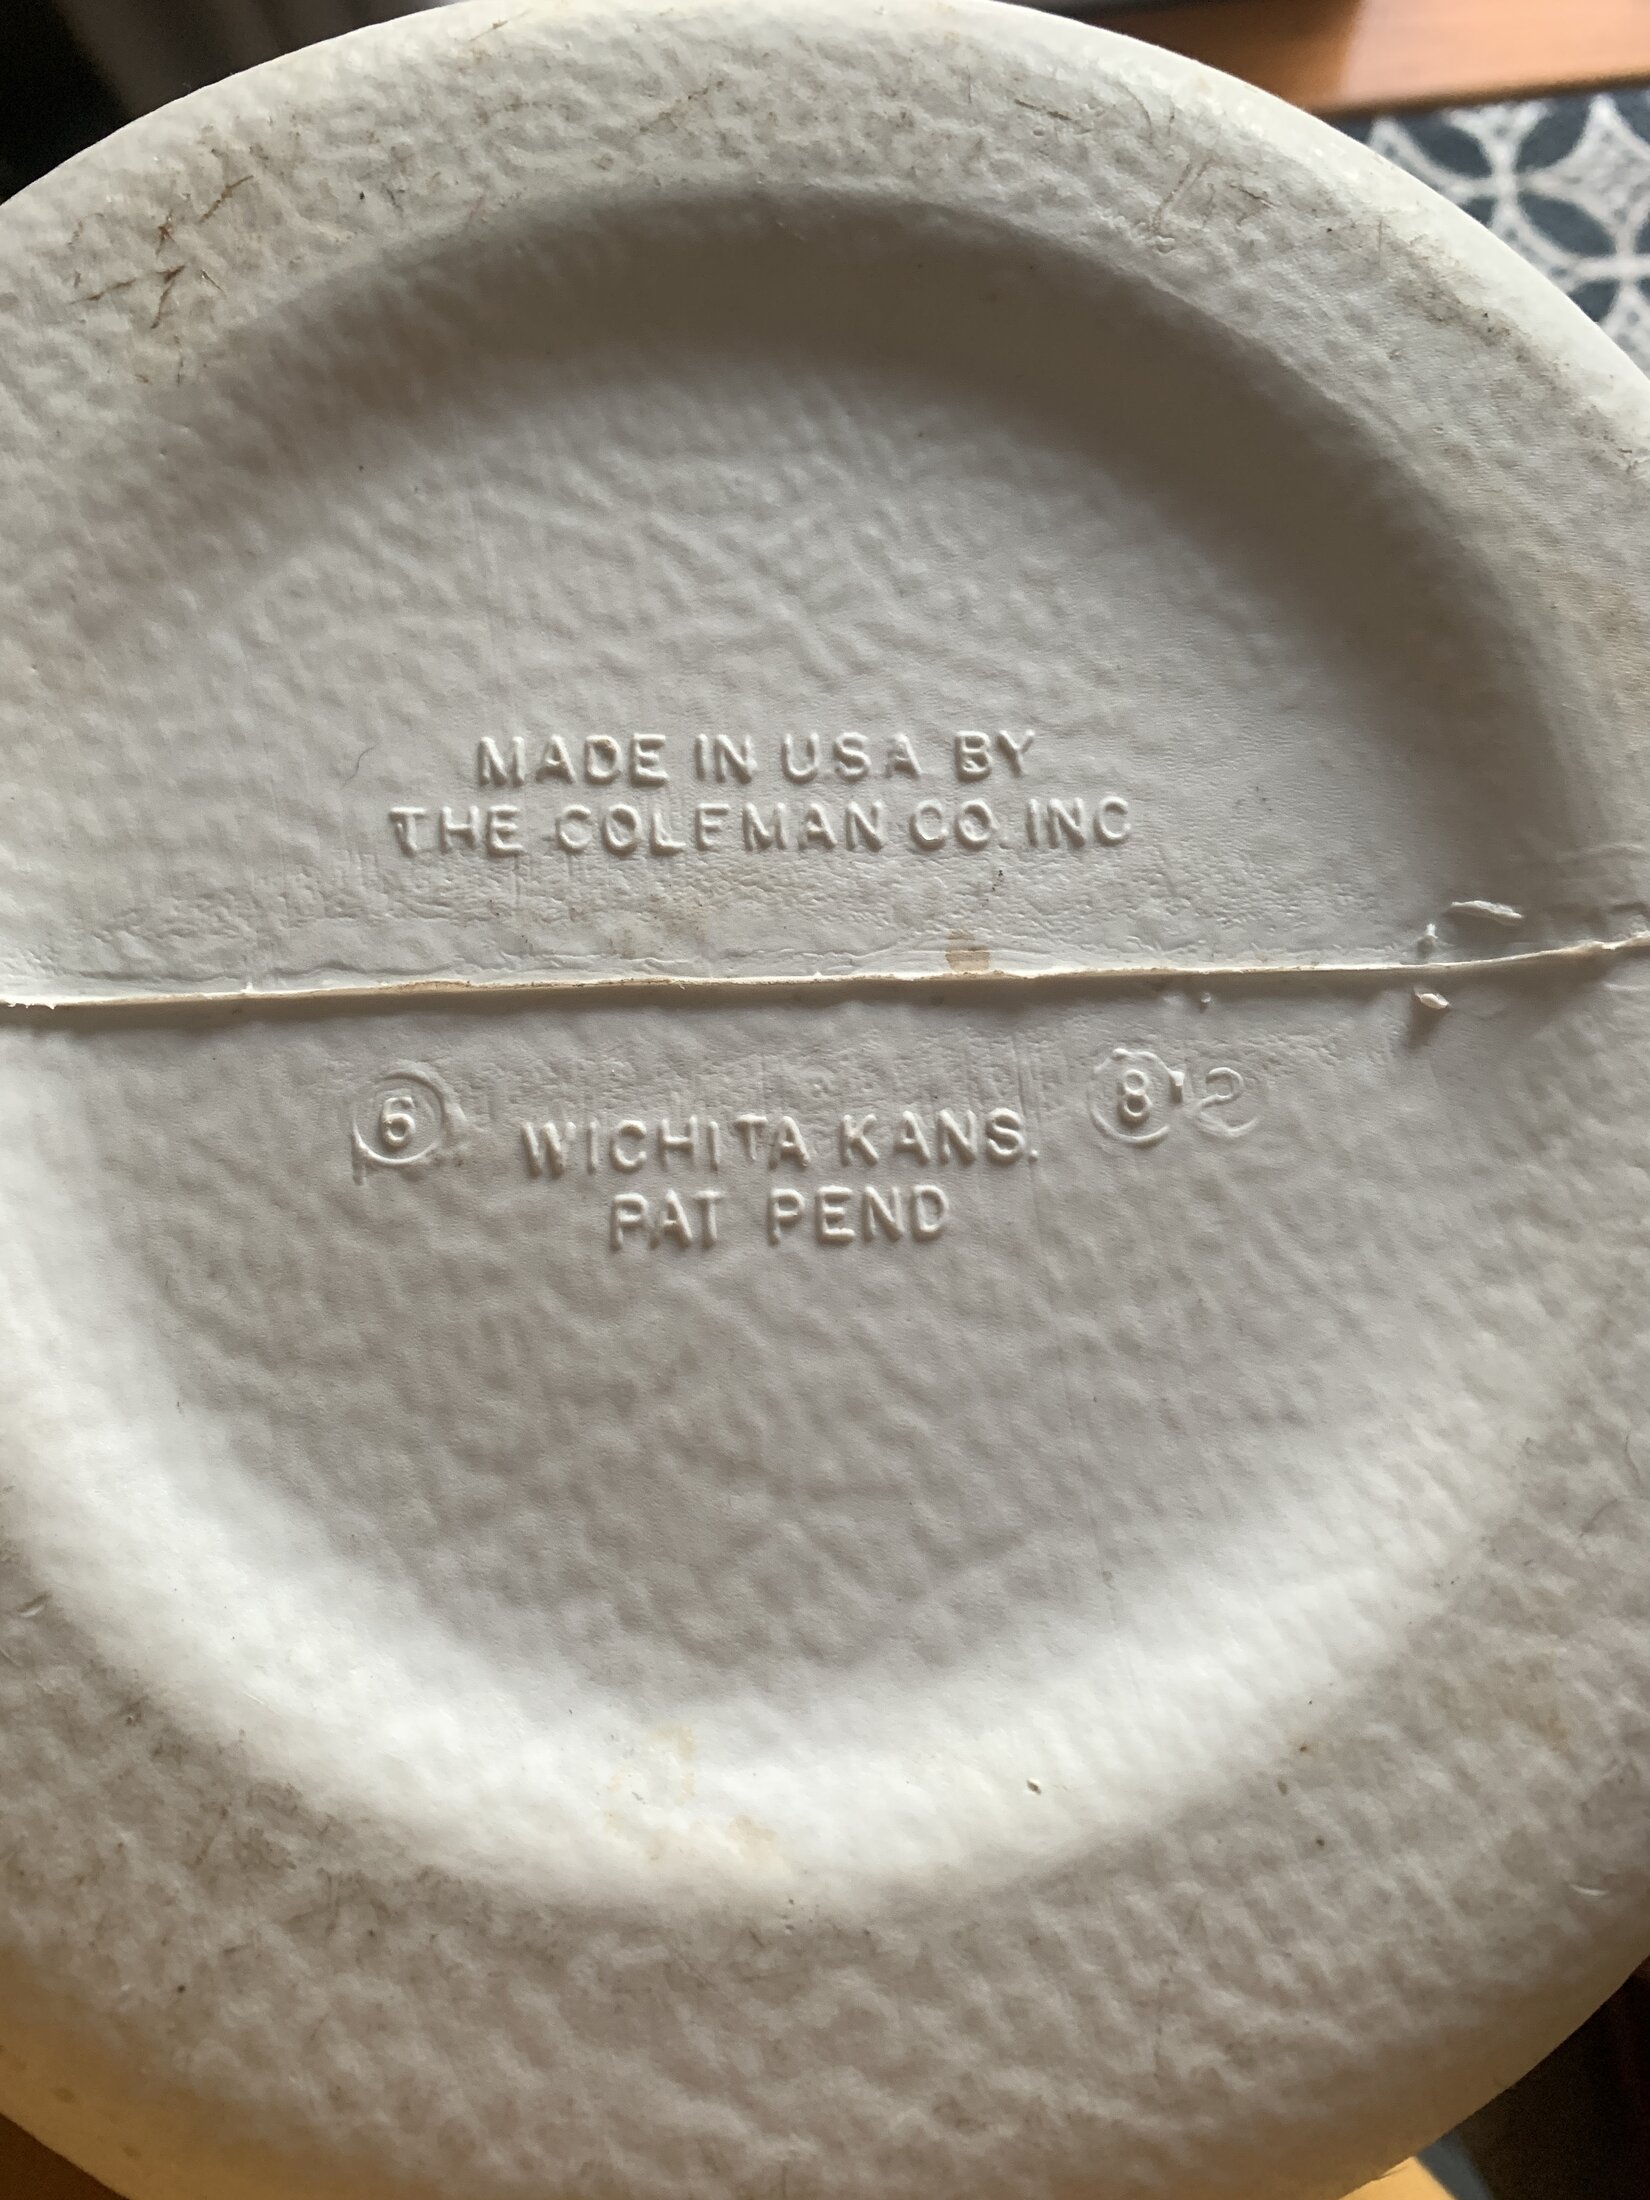 MADE IN USA BY
THE COLEMAN CO. INC
6 WICHITA KANS. 8 2
PAT PEND